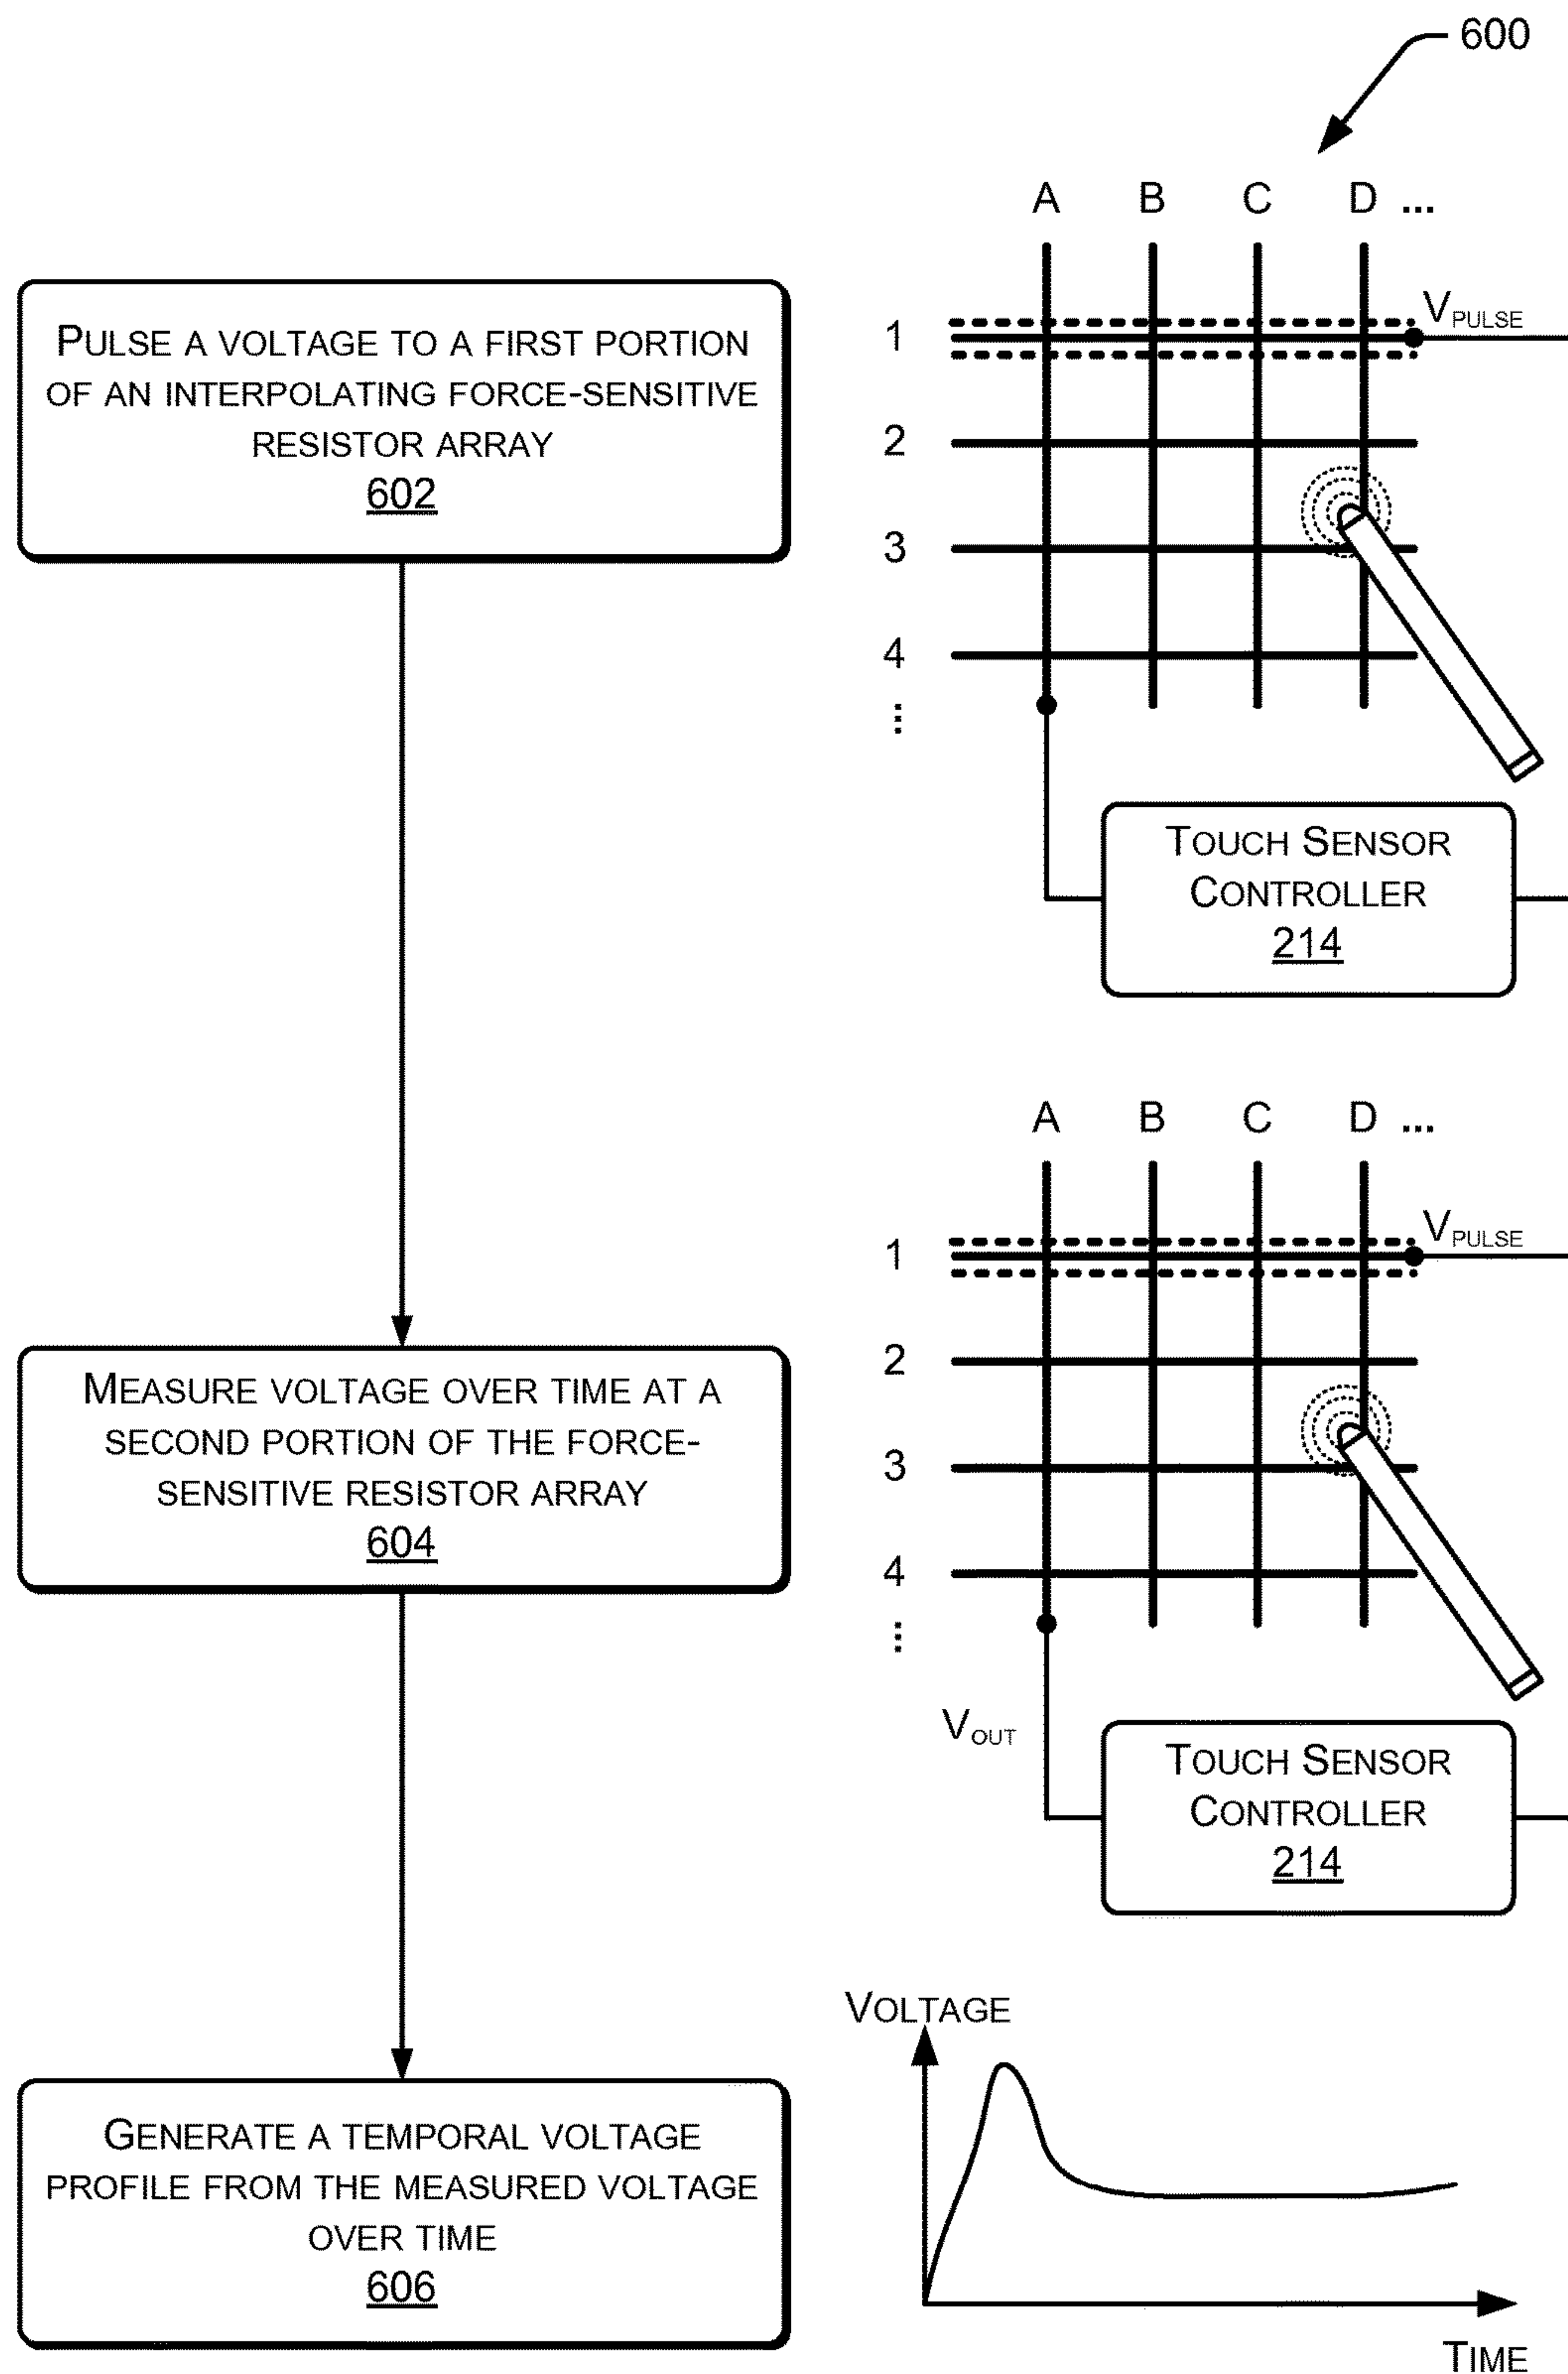 600
A B C D ...
PULSE A VOLTAGE TO A FIRST PORTION
OF AN INTERPOLATING FORCE-SENSITIVE
RESISTOR ARRAY
602
VPULSE
1
2
3
4
...
TOUCH SENSOR
CONTROLLER
214
A B C D ...
VPULSE
1
2
3
4
...
MEASURE VOLTAGE OVER TIME AT A
SECOND PORTION OF THE FORCE-
SENSITIVE RESISTOR ARRAY
604
VOUT
TOUCH SENSOR
CONTROLLER
214
VOLTAGE
GENERATE A TEMPORAL VOLTAGE
PROFILE FROM THE MEASURED VOLTAGE
OVER TIME
606
TIME